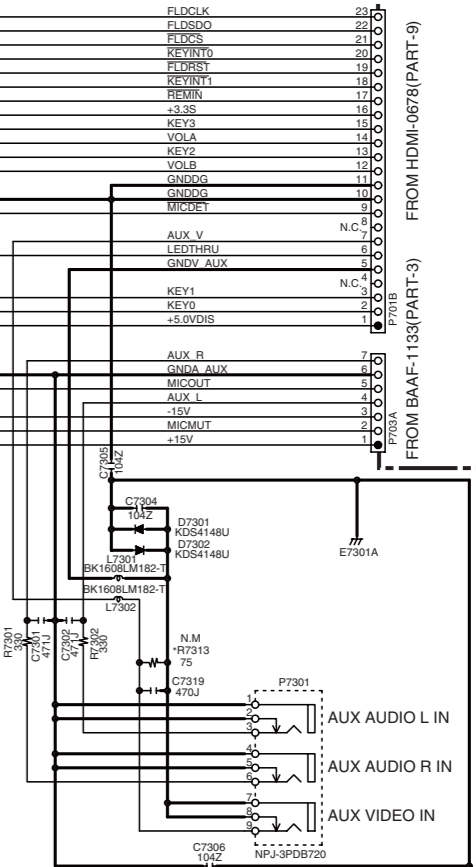 FLDCLK 23
FLDSDO 22
FLDCS 21
KEYINT0 20
FLDRST 19
KEYINT1 18
REMIN 17
+3.3S 16
KEY3 15
VOLA 14
KEY2 13
VOLB 12
GNDDG 11
GNDDG 10
MICDET 9
N.C. 8
AUX_V 7
LEDTHRU 6
GNDV_AUX 5
N.C. 4
KEY1 3
KEY0 2
+5.0VDIS 1
P701B
FROM HDMI-0678(PART-9)
AUX_R 7
GNDA_AUX 6
MICOUT 5
AUX_L 4
-15V 3
MICMUT 2
+15V 1
P703A
FROM BAAF-1133(PART-3)
C7305
104Z
C7304
104Z
D7301
KDS4148U
D7302
KDS4148U
E7301A
L7301
BK1608LM182-T
BK1608LM182-T
L7302
R7301
330
C7301
471J
C7302
471J
R7302
330
N.M
*R7313
75
C7319
470J
P7301
1
2
3
AUX AUDIO L IN
4
5
6
AUX AUDIO R IN
7
8
9
AUX VIDEO IN
NPJ-3PDB720
C7306
104Z